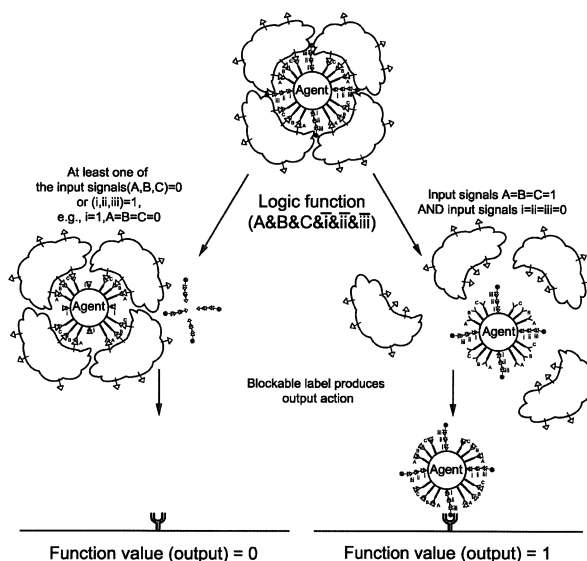 Agent
At least one of
the input signals(A,B,C)=0
or (i,ii,iii)=1,
e.g., i=1,A=B=C=0
Logic function
(A&B&C&i̅&i̅i̅&i̅i̅i̅)
Input signals A=B=C=1
AND input signals i=ii=iii=0
Agent
Agent
Blockable label produces
output action
Agent
Function value (output) = 0
Function value (output) = 1